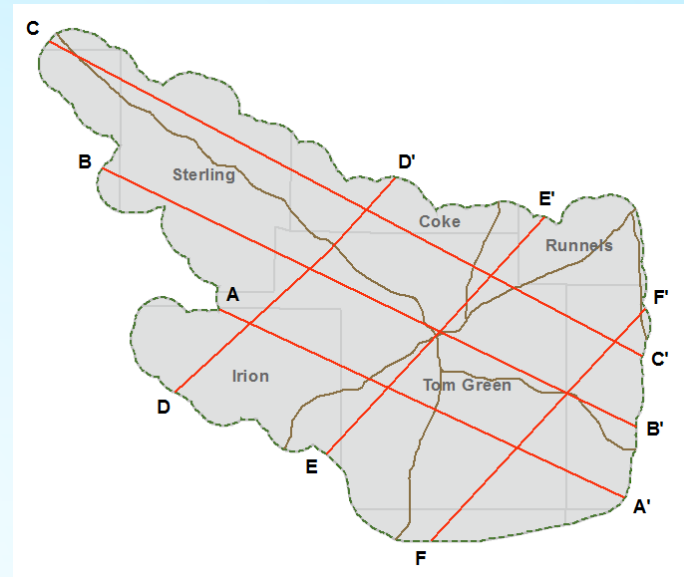 C
B
D'
Sterling
Coke
E'
Runnels
A
F'
C'
D
Irion
Tom Green
B'
E
A'
F